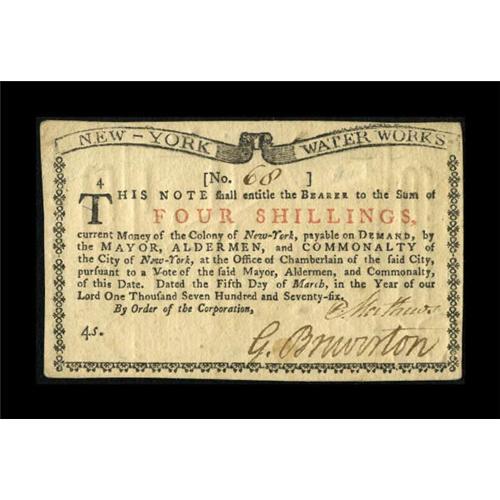 NEW-YORK WATER WORKS
[No. 68 ]
4
THIS NOTE shall entitle the BEARER to the Sum of
FOUR SHILLINGS,
current Money of the Colony of New-York, payable on DEMAND, by
the MAYOR, ALDERMEN, and COMMONALTY of
the City of New-York, at the Office of Chamberlain of the said City,
pursuant to a Vote of the said Mayor, Aldermen, and Commonalty,
of this Date. Dated the Fifth Day of March, in the Year of our
Lord One Thousand Seven Hundred and Seventy-six.
By Order of the Corporation,
Matthews
4s.
G. Brewerton